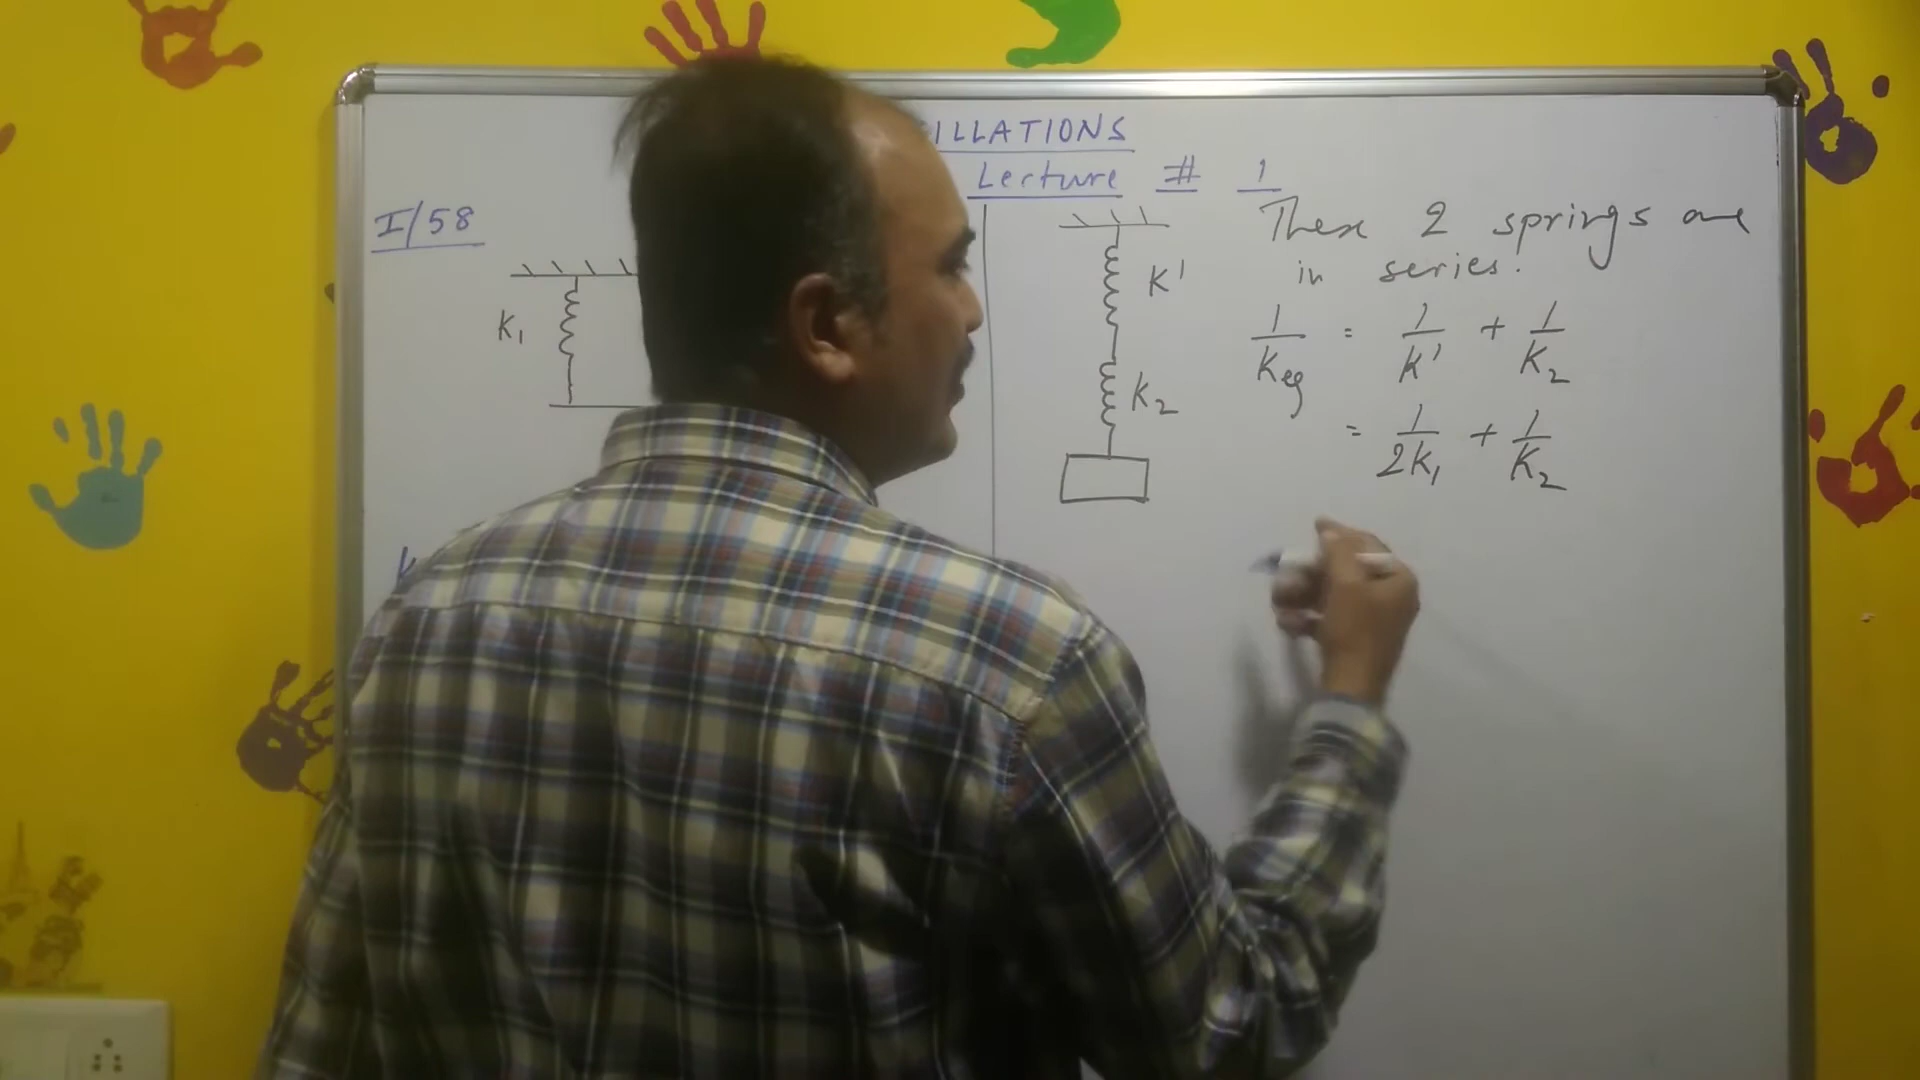 ILLATIONS
Lecture # 1
I/58
K₁
K'
K₂
These 2 springs are
in series.
1/Keq = 1/K' + 1/K₂
= 1/2K₁ + 1/K₂